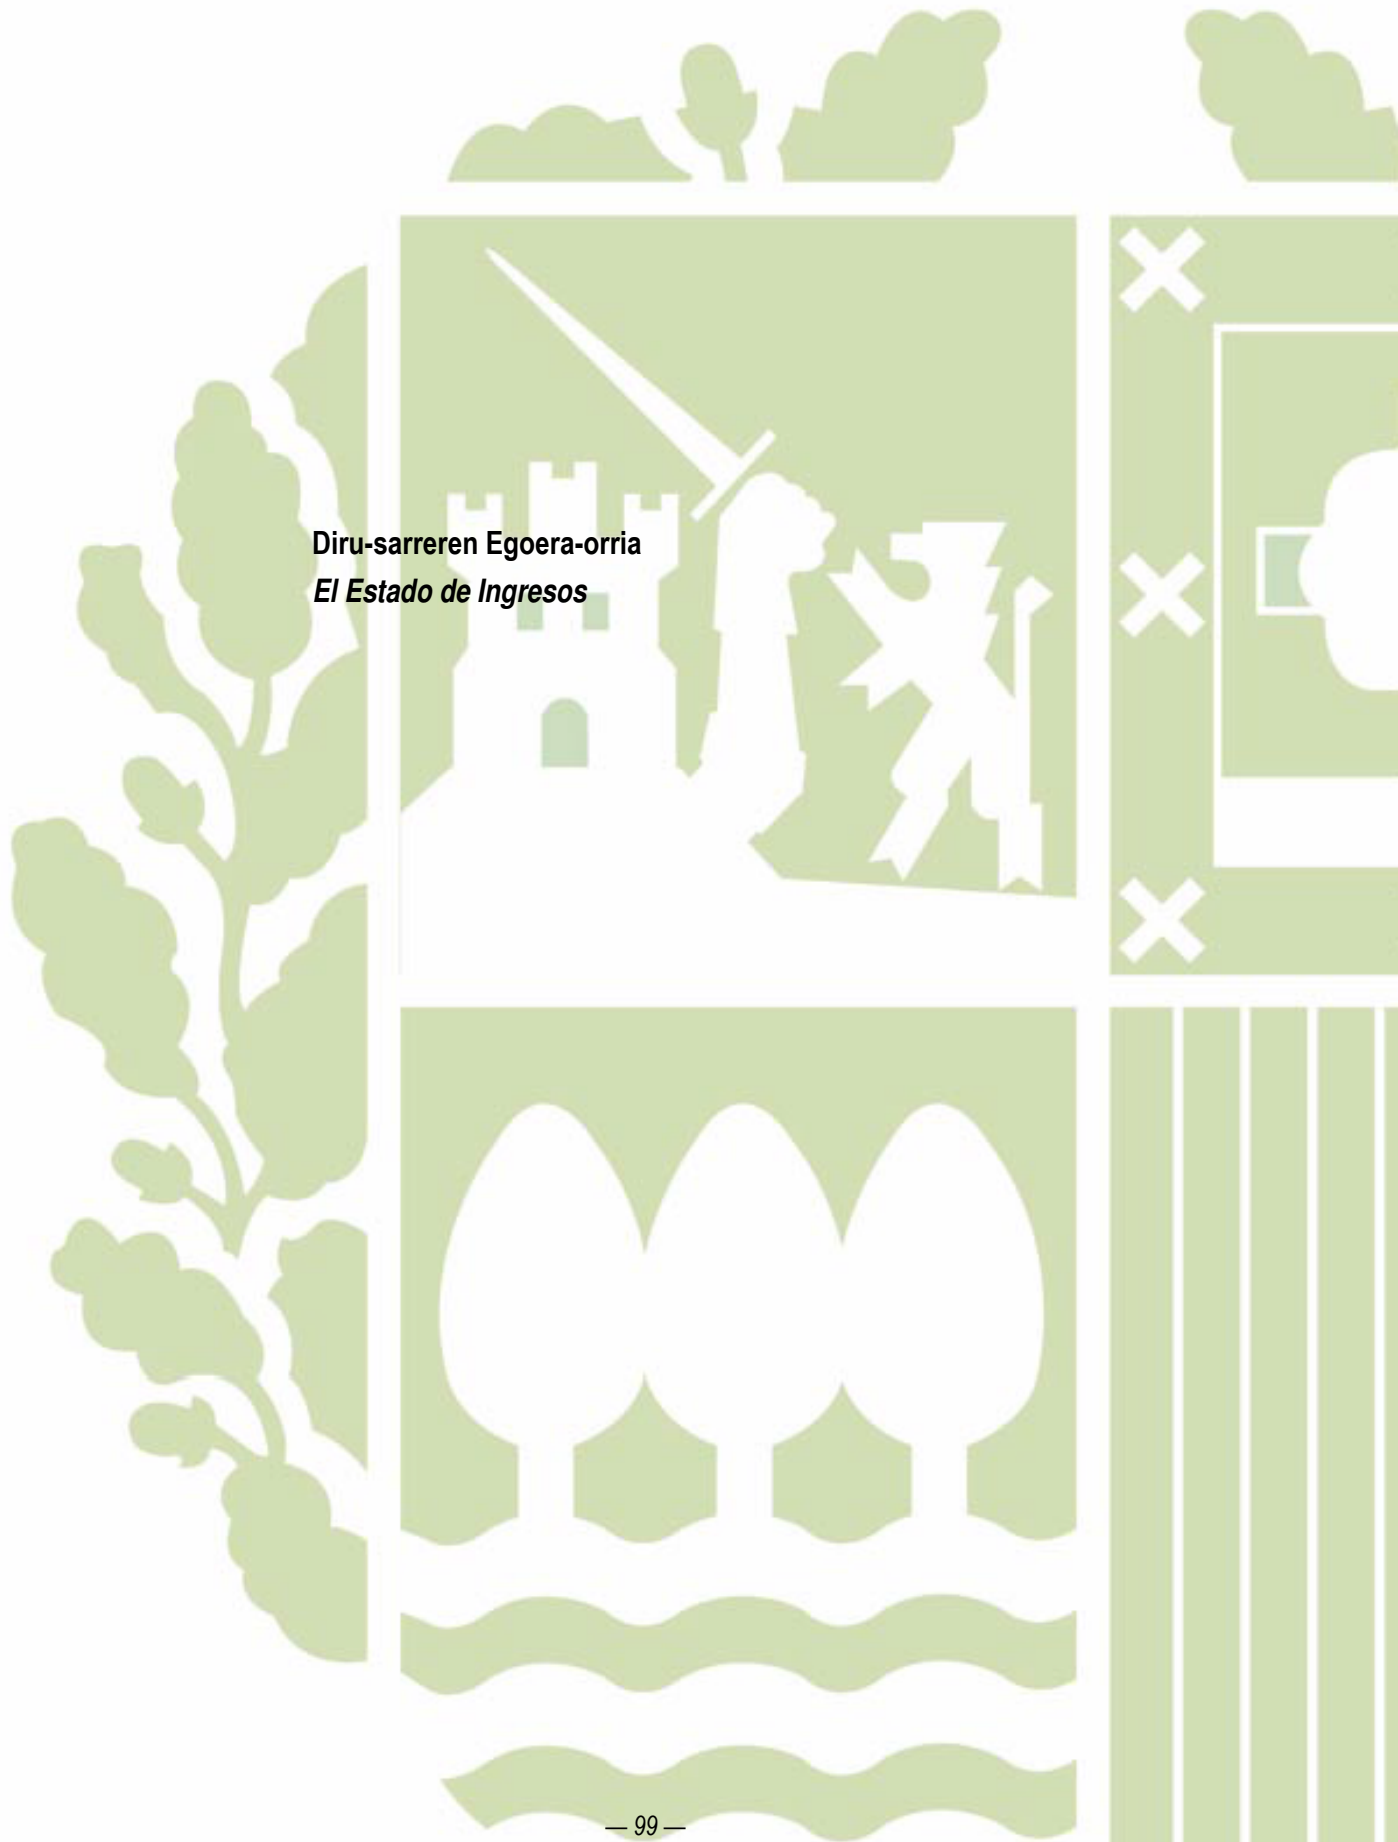 Diru-sarreren Egoera-orria
El Estado de Ingresos
— 99 —